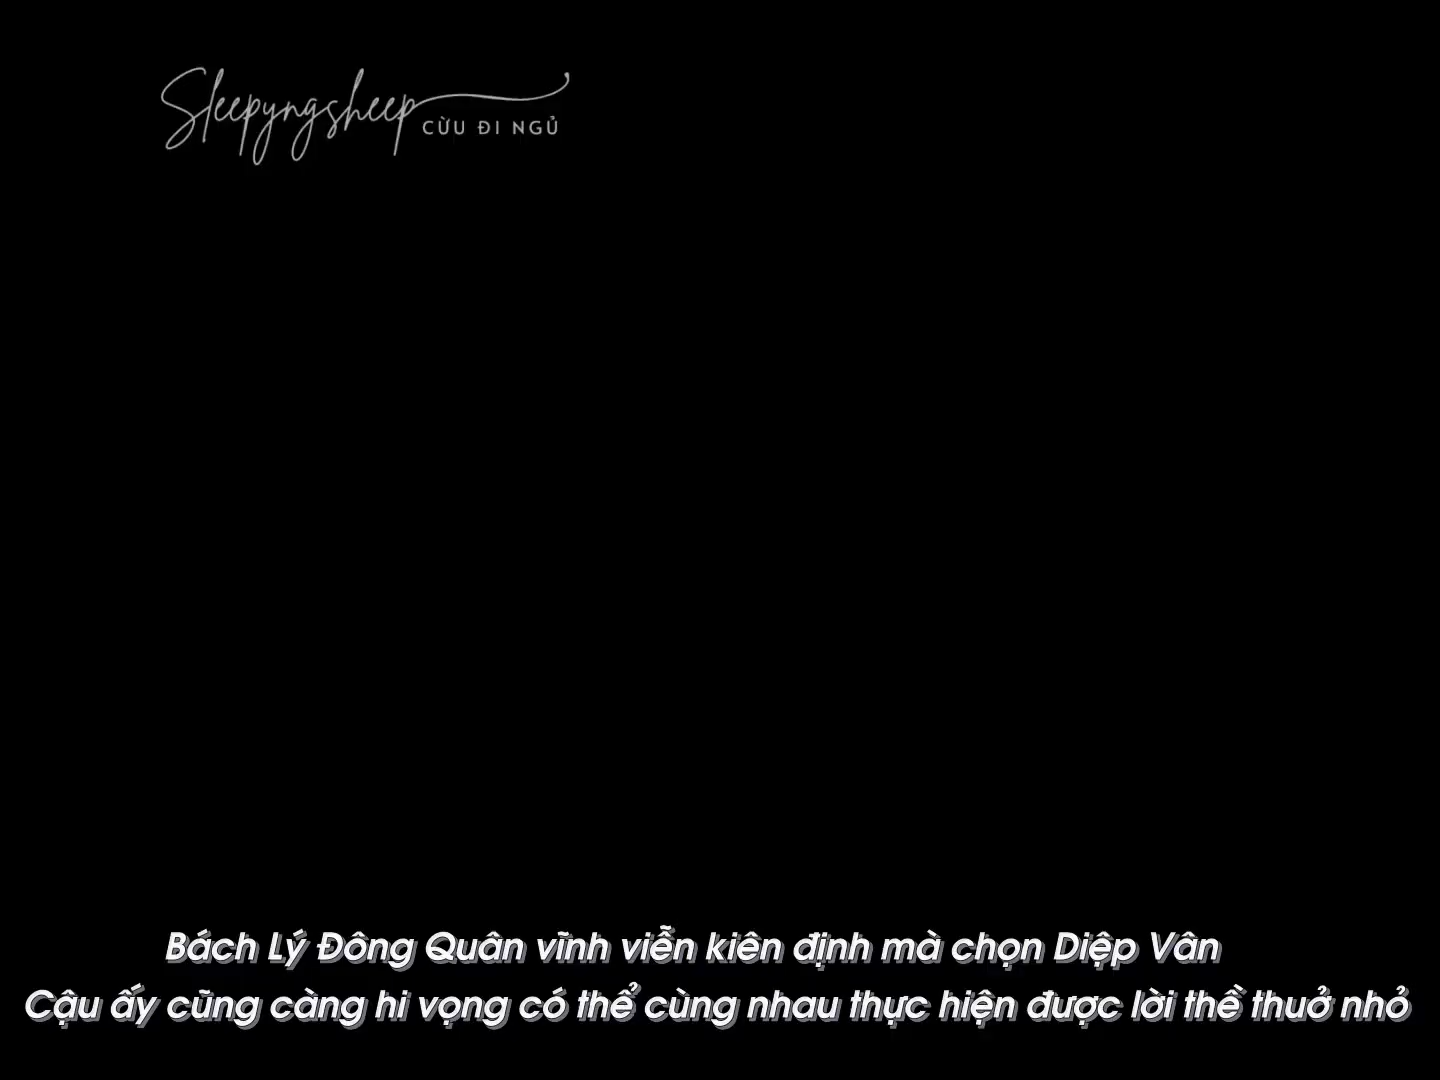 Sleepyngsheep
CỪU ĐI NGỦ
Bách Lý Đông Quân vĩnh viễn kiên định mà chọn Diệp Vân
Cậu ấy cũng càng hi vọng có thể cùng nhau thực hiện được lời thề thuở nhỏ